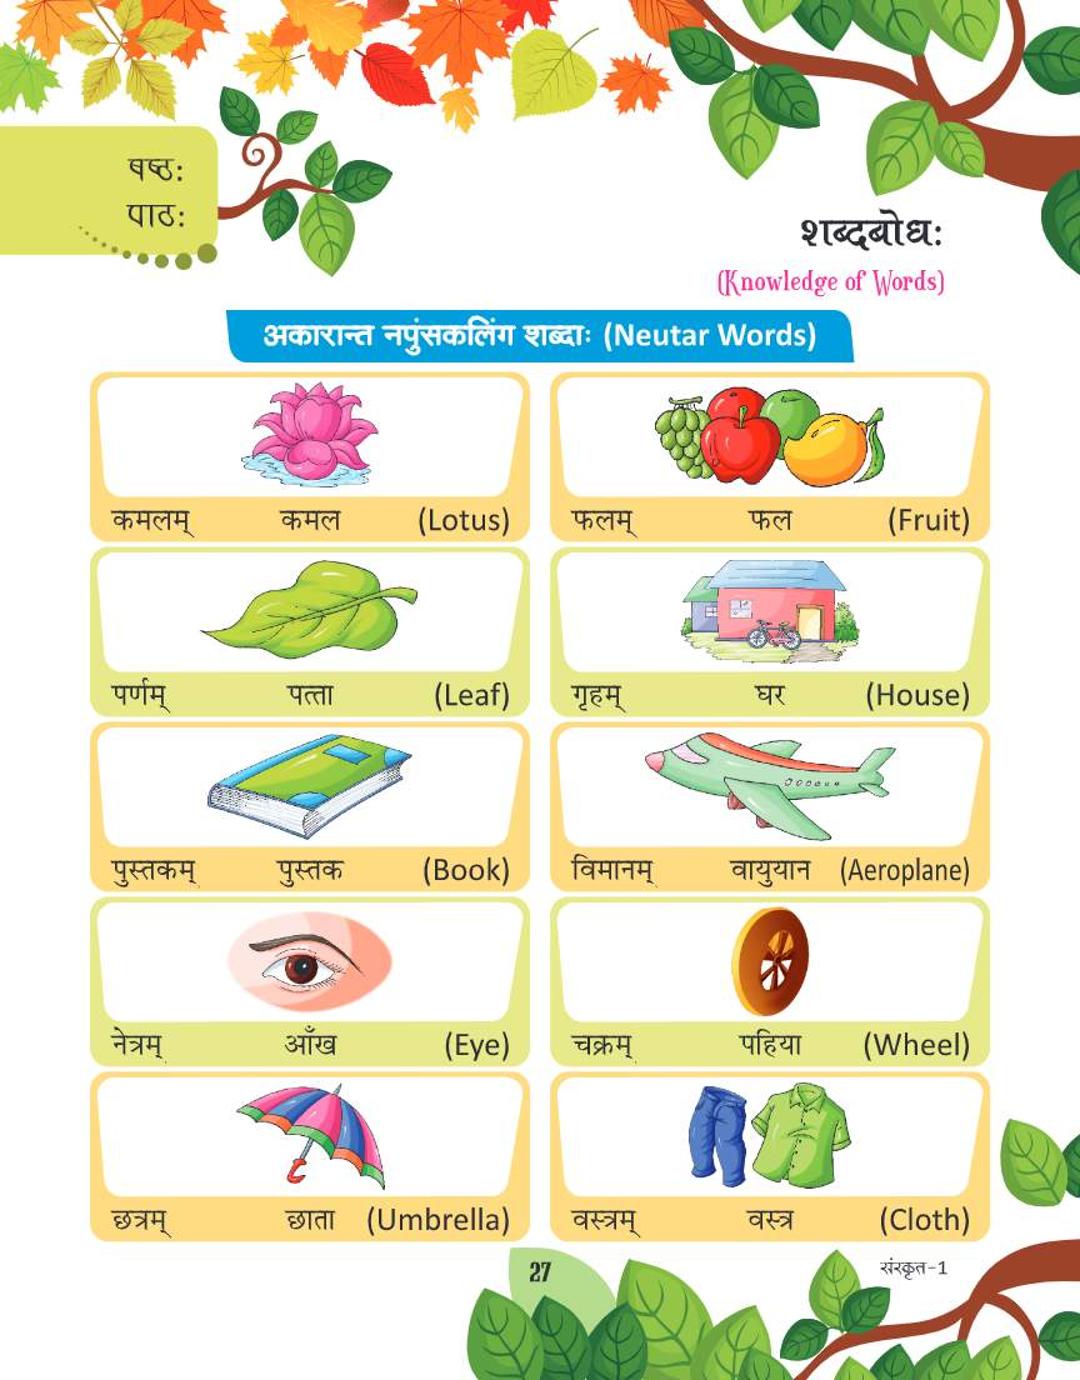 षष्ठ:
पाठ:
शब्दबोध:
(Knowledge of Words)
अकारान्त नपुंसकलिंग शब्दाः (Neutar Words)
कमलम् कमल (Lotus)
फलम् फल (Fruit)
पर्णम् पत्ता (Leaf)
गृहम् घर (House)
पुस्तकम् पुस्तक (Book)
विमानम् वायुयान (Aeroplane)
नेत्रम् आँख (Eye)
चक्रम् पहिया (Wheel)
छत्रम् छाता (Umbrella)
वस्त्रम् वस्त्र (Cloth)
27
संस्कृत-1